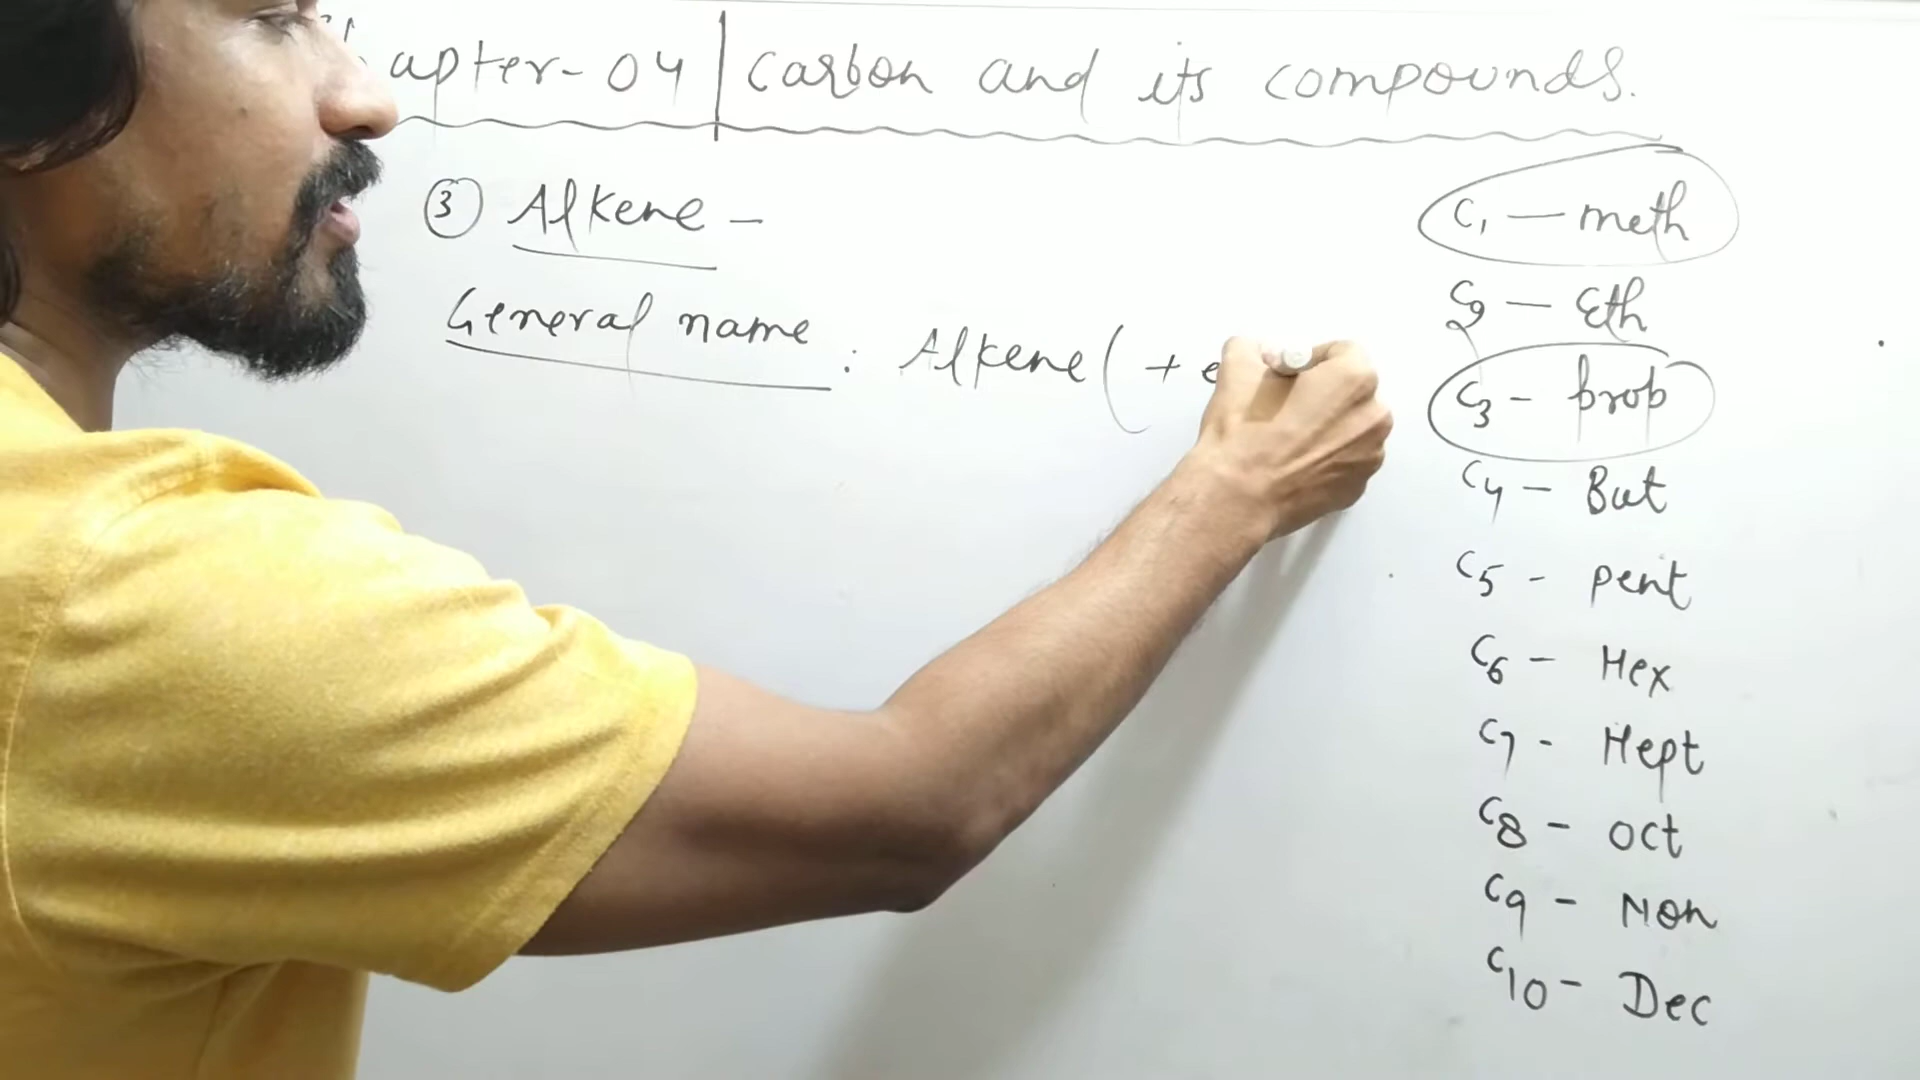 apter-04 | Carbon and its compounds.
③ Alkene -
General name : Alkene ( + e
C1 — meth
C2 — Eth
C3 - prop
C4 - But
C5 - pent
C6 - Hex
C7 - Hept
C8 - oct
C9 - Non
C10 - Dec